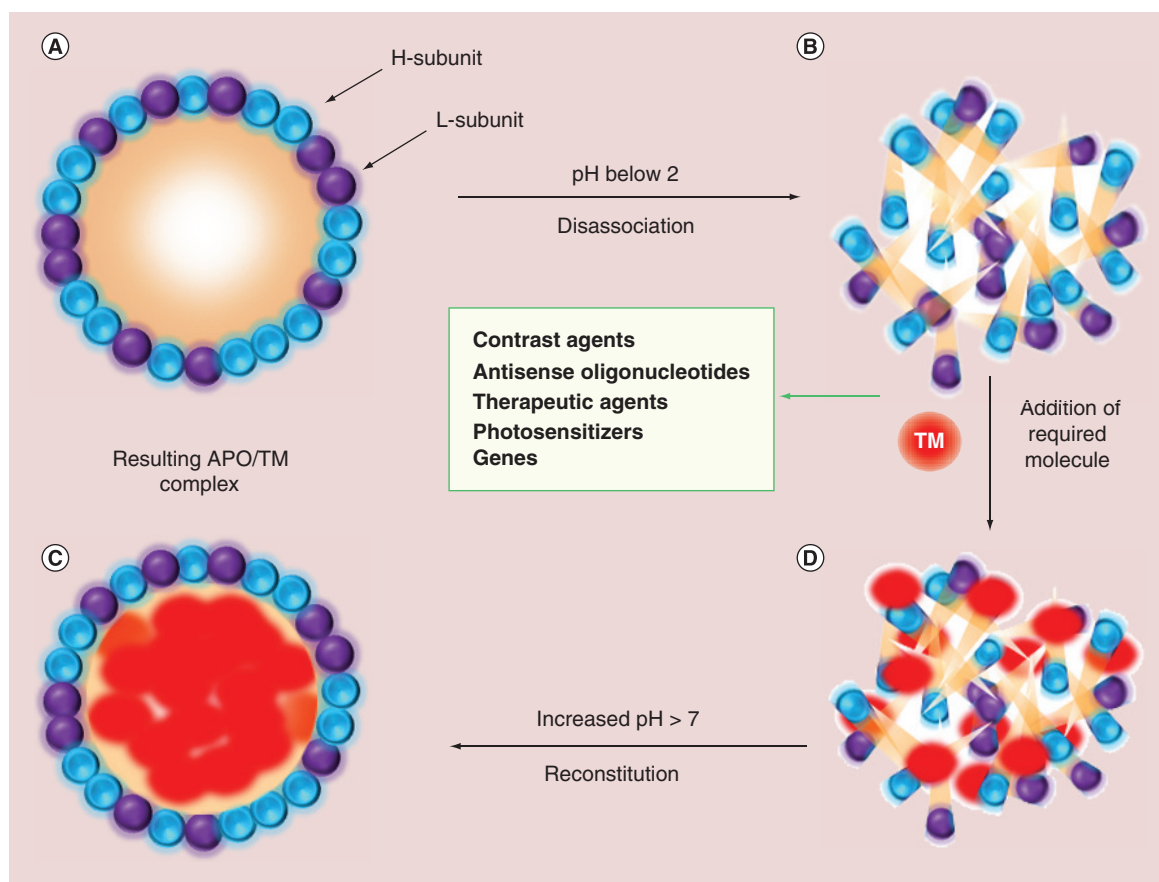 A
H-subunit
L-subunit
pH below 2
Disassociation
B
Contrast agents
Antisense oligonucleotides
Therapeutic agents
Photosensitizers
Genes
TM
Addition of
required
molecule
Resulting APO/TM
complex
C
Increased pH > 7
Reconstitution
D